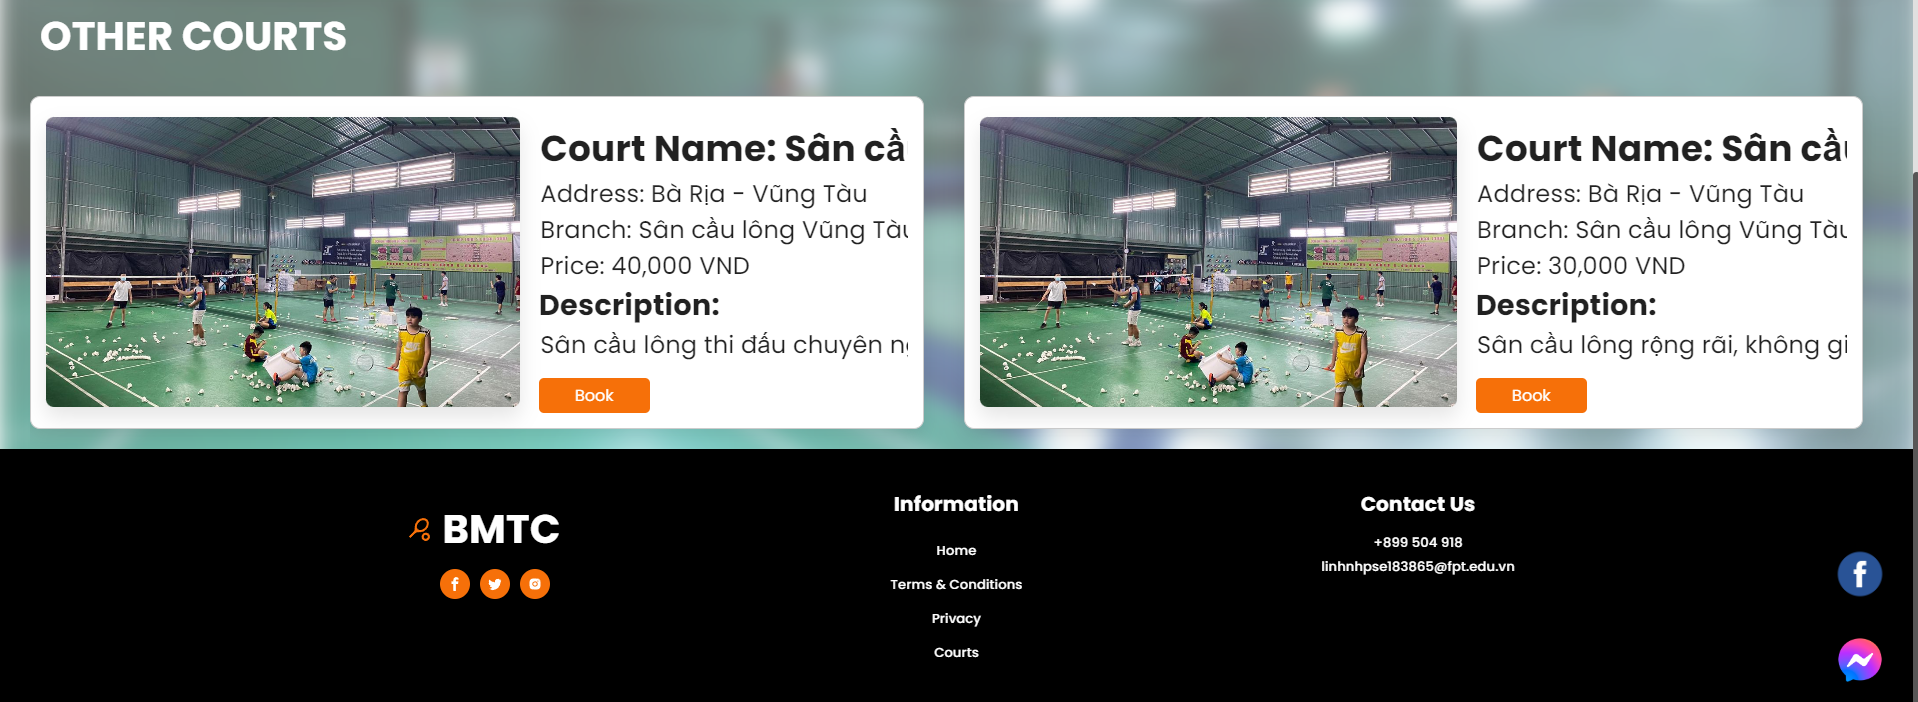 OTHER COURTS
Court Name: Sân cầ
Address: Bà Rịa - Vũng Tàu
Branch: Sân cầu lông Vũng Tàu
Price: 40,000 VND
Description:
Sân cầu lông thi đấu chuyên
Book
Court Name: Sân cầu
Address: Bà Rịa - Vũng Tàu
Branch: Sân cầu lông Vũng Tàu
Price: 30,000 VND
Description:
Sân cầu lông rộng rãi, không gi
Book
BMTC
Information
Home
Terms & Conditions
Privacy
Courts
Contact Us
+899 504 918
linhnhpse183865@fpt.edu.vn